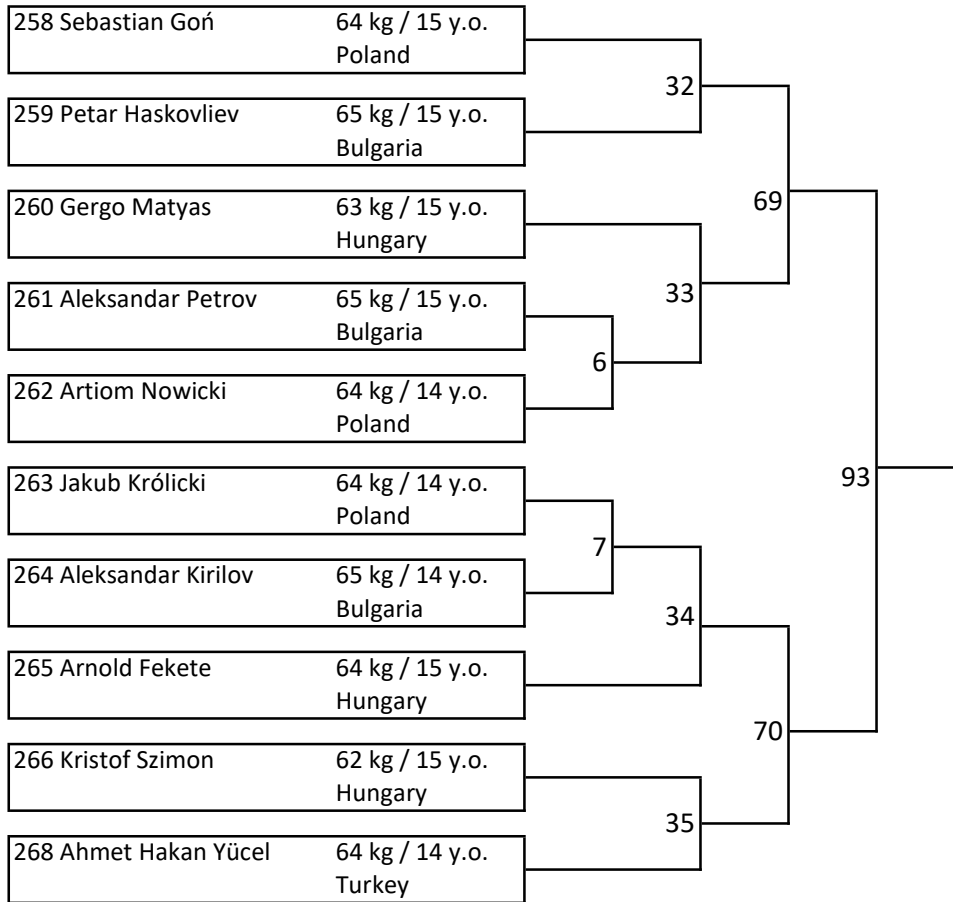 258 Sebastian Goń 64 kg / 15 y.o.
Poland
32
259 Petar Haskovliev 65 kg / 15 y.o.
Bulgaria
69
260 Gergo Matyas 63 kg / 15 y.o.
Hungary
33
261 Aleksandar Petrov 65 kg / 15 y.o.
Bulgaria
6
262 Artiom Nowicki 64 kg / 14 y.o.
Poland
93
263 Jakub Królicki 64 kg / 14 y.o.
Poland
7
264 Aleksandar Kirilov 65 kg / 14 y.o.
Bulgaria
34
265 Arnold Fekete 64 kg / 15 y.o.
Hungary
70
266 Kristof Szimon 62 kg / 15 y.o.
Hungary
35
268 Ahmet Hakan Yücel 64 kg / 14 y.o.
Turkey